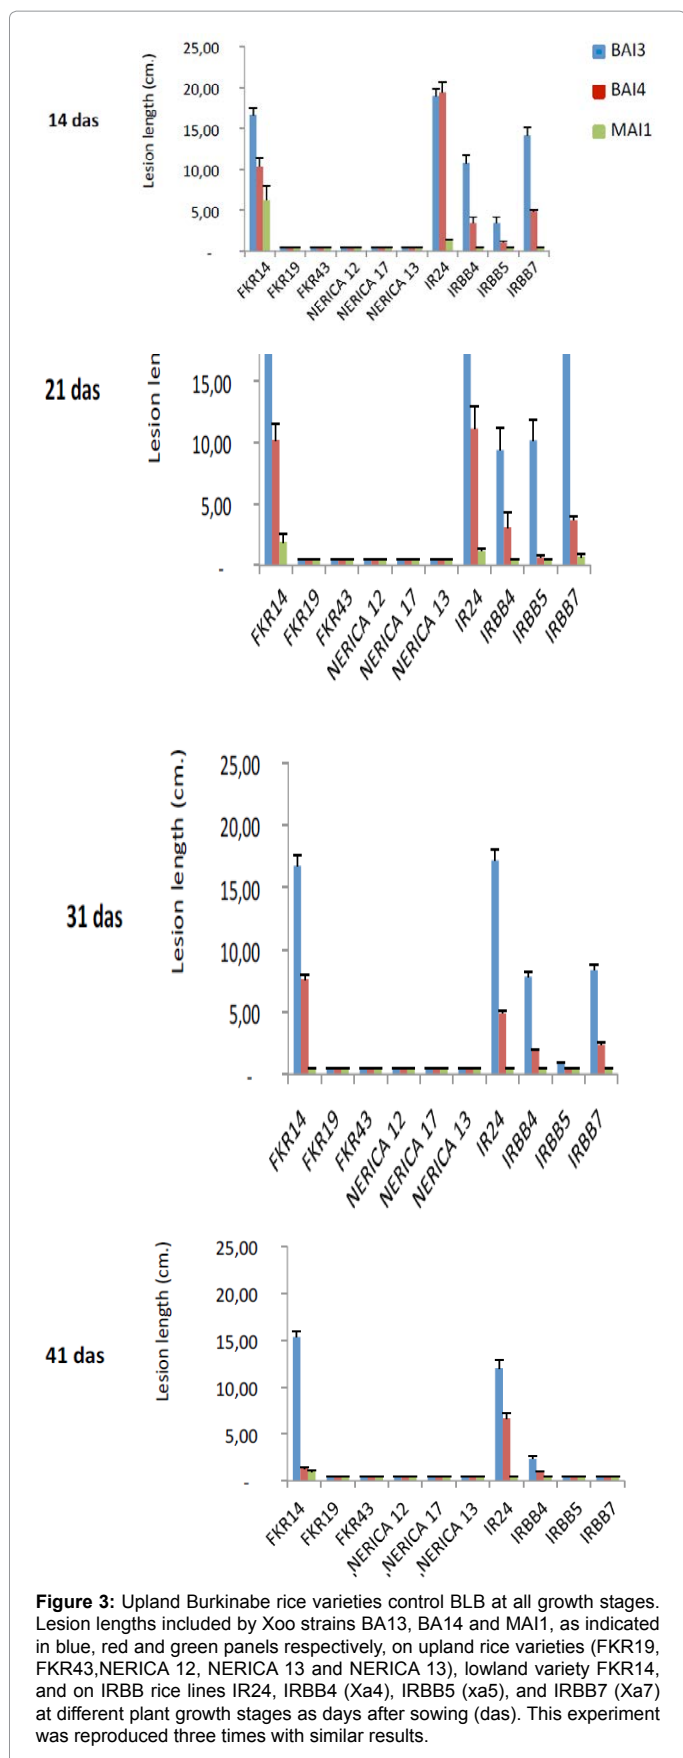 25,00
20,00
15,00
10,00
5,00
-
Lesion length (cm.)
14 das
BAI3
BAI4
MAI1
FKR14
FKR19
FKR43
NERICA 12
NERICA 17
NERICA 13
IR24
IRBB4
IRBB5
IRBB7
21 das
Lesion len
15,00
10,00
5,00
-
FKR14
FKR19
FKR43
NERICA 12
NERICA 17
NERICA 13
IR24
IRBB4
IRBB5
IRBB7
31 das
Lesion length (cm.)
25,00
20,00
15,00
10,00
5,00
-
FKR14
FKR19
FKR43
NERICA 12
NERICA 17
NERICA 13
IR24
IRBB4
IRBB5
IRBB7
41 das
Lesion length (cm.)
25,00
20,00
15,00
10,00
5,00
-
FKR14
FKR19
FKR43
,NERICA 12
,NERICA 17
,NERICA 13
IR24
IRBB4
IRBB5
IRBB7
Figure 3: Upland Burkinabe rice varieties control BLB at all growth stages.
Lesion lengths included by Xoo strains BA13, BA14 and MAI1, as indicated
in blue, red and green panels respectively, on upland rice varieties (FKR19,
FKR43,NERICA 12, NERICA 13 and NERICA 13), lowland variety FKR14,
and on IRBB rice lines IR24, IRBB4 (Xa4), IRBB5 (xa5), and IRBB7 (Xa7)
at different plant growth stages as days after sowing (das). This experiment
was reproduced three times with similar results.